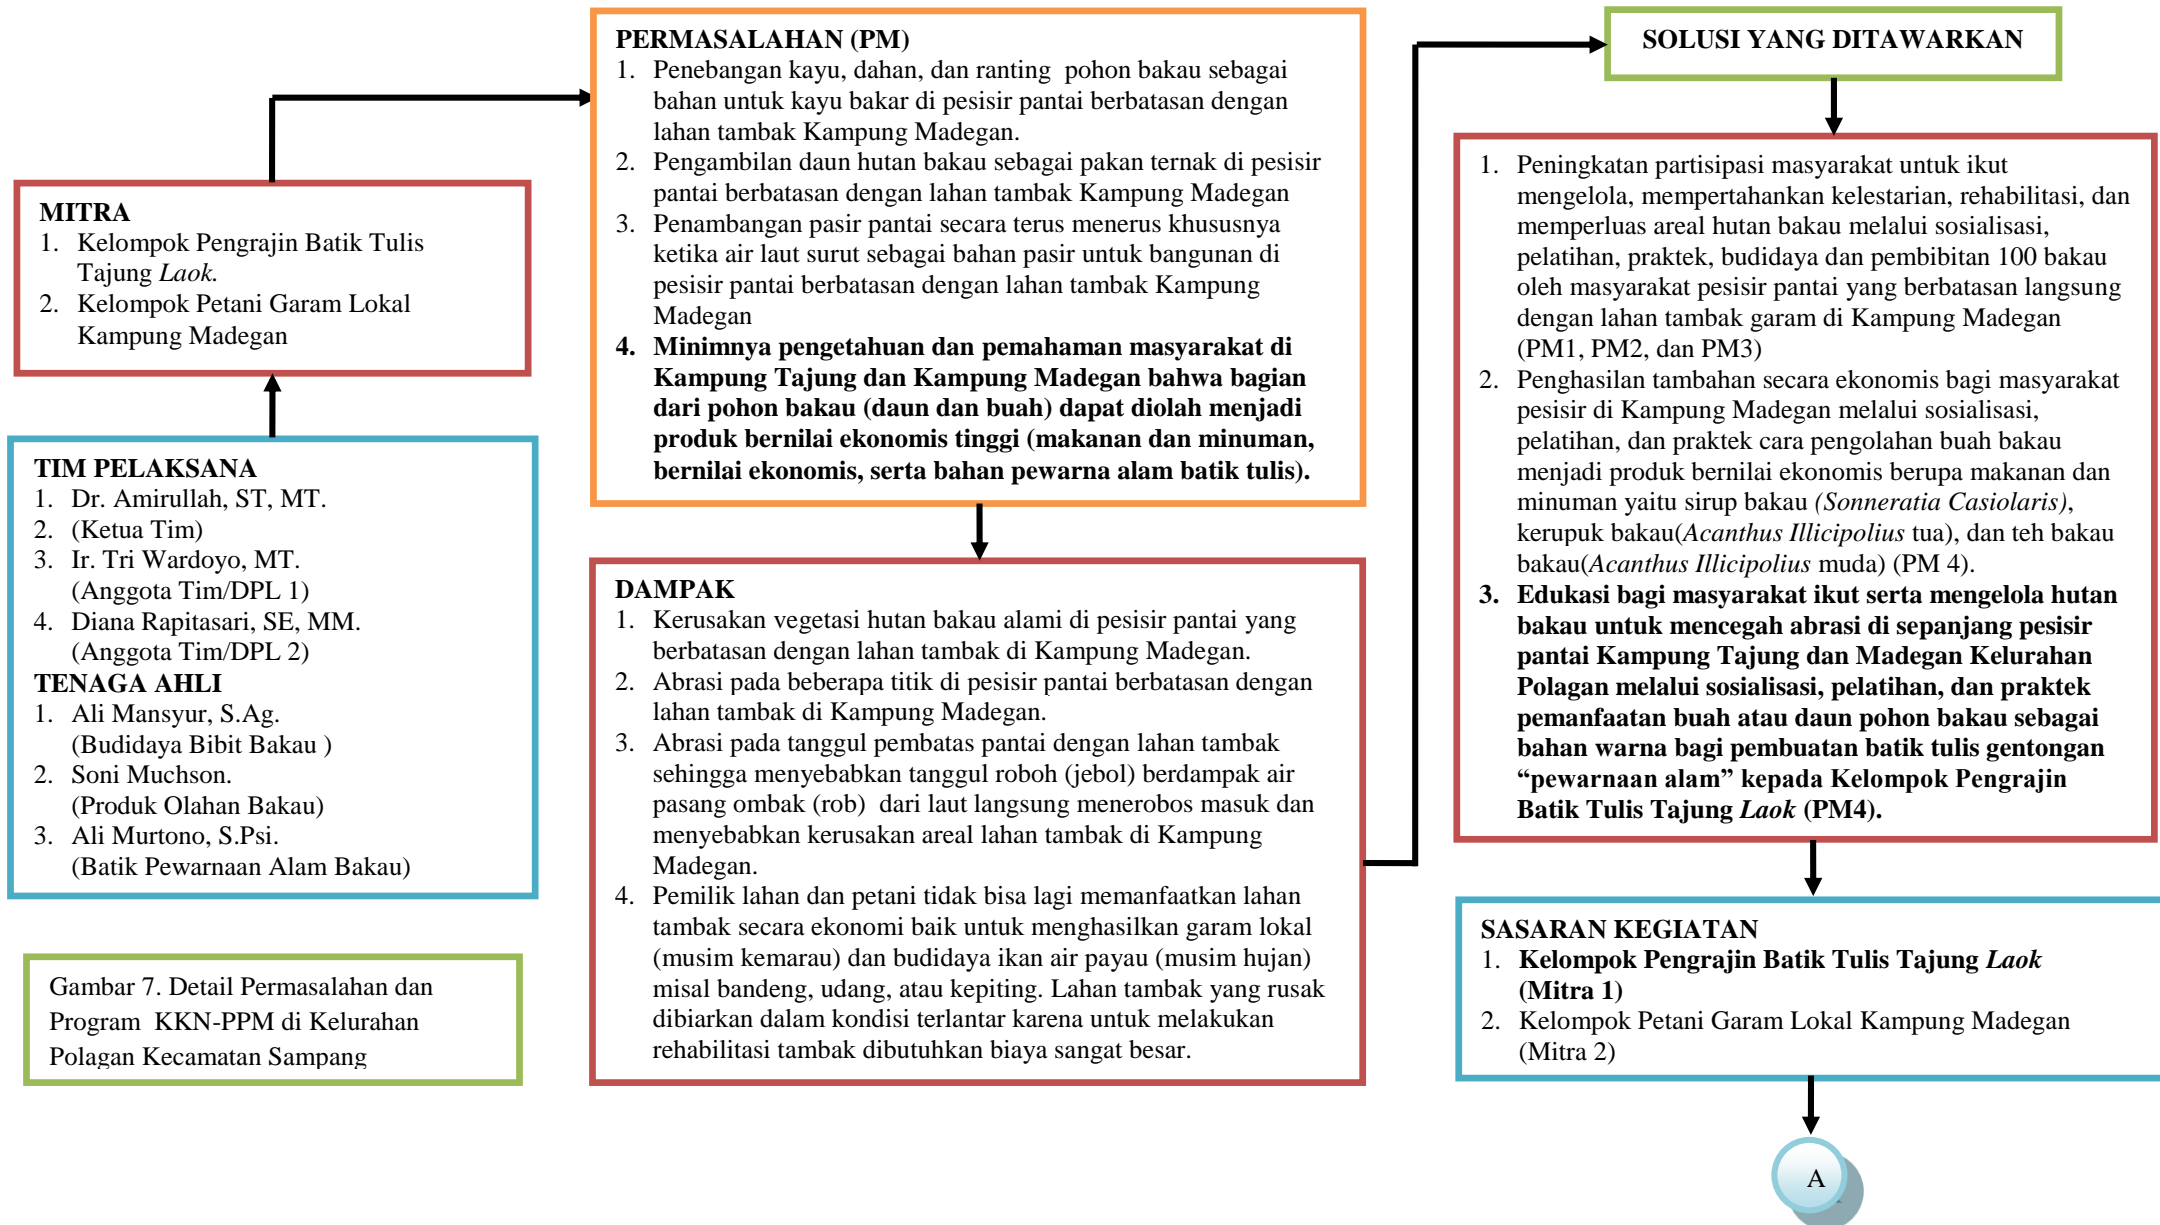 MITRA
1. Kelompok Pengrajin Batik Tulis
Tajung Laok.
2. Kelompok Petani Garam Lokal
Kampung Madegan
TIM PELAKSANA
1. Dr. Amirullah, ST, MT.
2. (Ketua Tim)
3. Ir. Tri Wardoyo, MT.
(Anggota Tim/DPL 1)
4. Diana Rapitasari, SE, MM.
(Anggota Tim/DPL 2)
TENAGA AHLI
1. Ali Mansyur, S.Ag.
(Budidaya Bibit Bakau )
2. Soni Muchson.
(Produk Olahan Bakau)
3. Ali Murtono, S.Psi.
(Batik Pewarnaan Alam Bakau)
Gambar 7. Detail Permasalahan dan
Program KKN-PPM di Kelurahan
Polagan Kecamatan Sampang
PERMASALAHAN (PM)
1. Penebangan kayu, dahan, dan ranting pohon bakau sebagai
bahan untuk kayu bakar di pesisir pantai berbatasan dengan
lahan tambak Kampung Madegan.
2. Pengambilan daun hutan bakau sebagai pakan ternak di pesisir
pantai berbatasan dengan lahan tambak Kampung Madegan
3. Penambangan pasir pantai secara terus menerus khususnya
ketika air laut surut sebagai bahan pasir untuk bangunan di
pesisir pantai berbatasan dengan lahan tambak Kampung
Madegan
4. Minimnya pengetahuan dan pemahaman masyarakat di
Kampung Tajung dan Kampung Madegan bahwa bagian
dari pohon bakau (daun dan buah) dapat diolah menjadi
produk bernilai ekonomis tinggi (makanan dan minuman,
bernilai ekonomis, serta bahan pewarna alam batik tulis).
DAMPAK
1. Kerusakan vegetasi hutan bakau alami di pesisir pantai yang
berbatasan dengan lahan tambak di Kampung Madegan.
2. Abrasi pada beberapa titik di pesisir pantai berbatasan dengan
lahan tambak di Kampung Madegan.
3. Abrasi pada tanggul pembatas pantai dengan lahan tambak
sehingga menyebabkan tanggul roboh (jebol) berdampak air
pasang ombak (rob) dari laut langsung menerobos masuk dan
menyebabkan kerusakan areal lahan tambak di Kampung
Madegan.
4. Pemilik lahan dan petani tidak bisa lagi memanfaatkan lahan
tambak secara ekonomi baik untuk menghasilkan garam lokal
(musim kemarau) dan budidaya ikan air payau (musim hujan)
misal bandeng, udang, atau kepiting. Lahan tambak yang rusak
dibiarkan dalam kondisi terlantar karena untuk melakukan
rehabilitasi tambak dibutuhkan biaya sangat besar.
SOLUSI YANG DITAWARKAN
1. Peningkatan partisipasi masyarakat untuk ikut
mengelola, mempertahankan kelestarian, rehabilitasi, dan
memperluas areal hutan bakau melalui sosialisasi,
pelatihan, praktek, budidaya dan pembibitan 100 bakau
oleh masyarakat pesisir pantai yang berbatasan langsung
dengan lahan tambak garam di Kampung Madegan
(PM1, PM2, dan PM3)
2. Penghasilan tambahan secara ekonomis bagi masyarakat
pesisir di Kampung Madegan melalui sosialisasi,
pelatihan, dan praktek cara pengolahan buah bakau
menjadi produk bernilai ekonomis berupa makanan dan
minuman yaitu sirup bakau (Sonneratia Casiolaris),
kerupuk bakau(Acanthus Illicipolius tua), dan teh bakau
bakau(Acanthus Illicipolius muda) (PM 4).
3. Edukasi bagi masyarakat ikut serta mengelola hutan
bakau untuk mencegah abrasi di sepanjang pesisir
pantai Kampung Tajung dan Madegan Kelurahan
Polagan melalui sosialisasi, pelatihan, dan praktek
pemanfaatan buah atau daun pohon bakau sebagai
bahan warna bagi pembuatan batik tulis gentongan
“pewarnaan alam” kepada Kelompok Pengrajin
Batik Tulis Tajung Laok (PM4).
SASARAN KEGIATAN
1. Kelompok Pengrajin Batik Tulis Tajung Laok
(Mitra 1)
2. Kelompok Petani Garam Lokal Kampung Madegan
(Mitra 2)
A